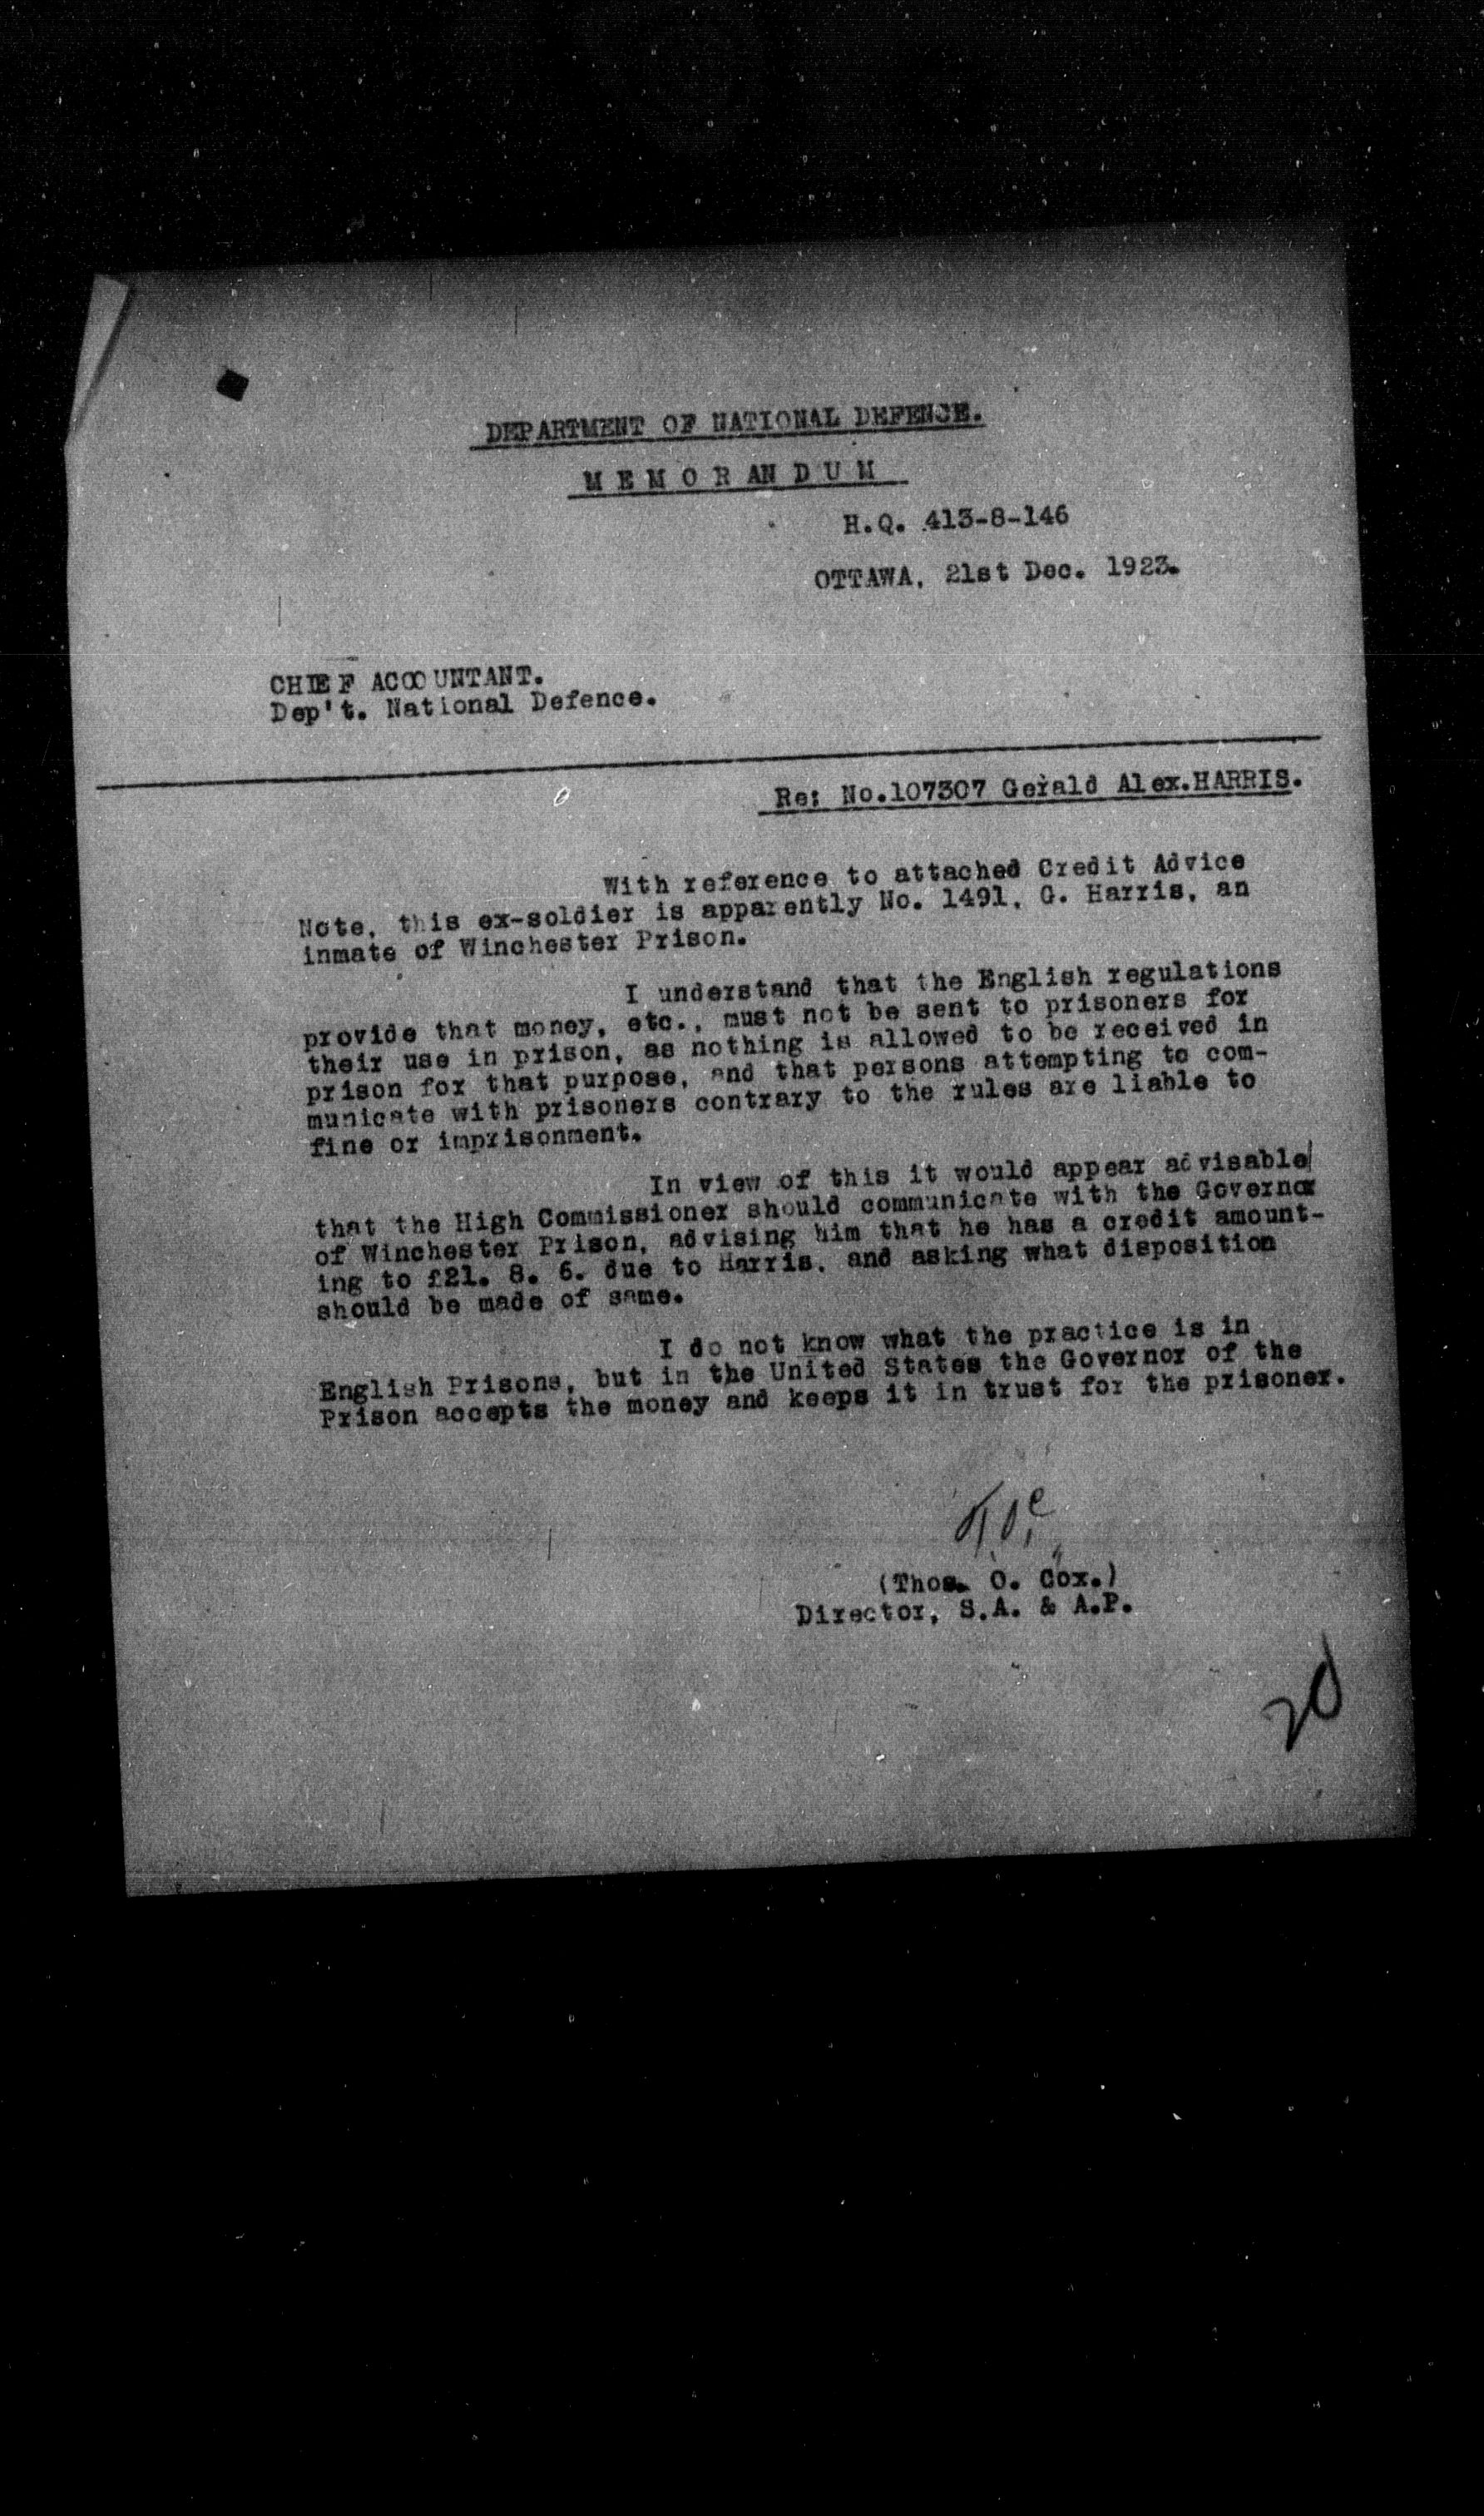 DEPARTMENT OF NATIONAL DEFENCE.
M E M O R AN D U M
H.Q. 413-8-146
OTTAWA, 21st Dec. 1923.
CHIEF ACCOUNTANT.
Dep't. National Defence.
Re: No.107307 Gerald Alex.HARRIS.
With reference to attached Credit Advice
Note, this ex-soldier is apparently No. 1491, G. Harris, an
inmate of Winchester Prison.
I understand that the English regulations
provide that money, etc., must not be sent to prisoners for
their use in prison, as nothing is allowed to be received in
prison for that purpose, and that persons attempting to com-
municate with prisoners contrary to the rules are liable to
fine or imprisonment.
In view of this it would appear advisable
that the High Commissioner should communicate with the Governor
of Winchester Prison, advising him that he has a credit amount-
ing to £21. 8. 6. due to Harris, and asking what disposition
should be made of same.
I do not know what the practice is in
English Prisons, but in the United States the Governor of the
Prison accepts the money and keeps it in trust for the prisoner.
(Thos. O. Cox.)
Director, S.A. & A.P.
20